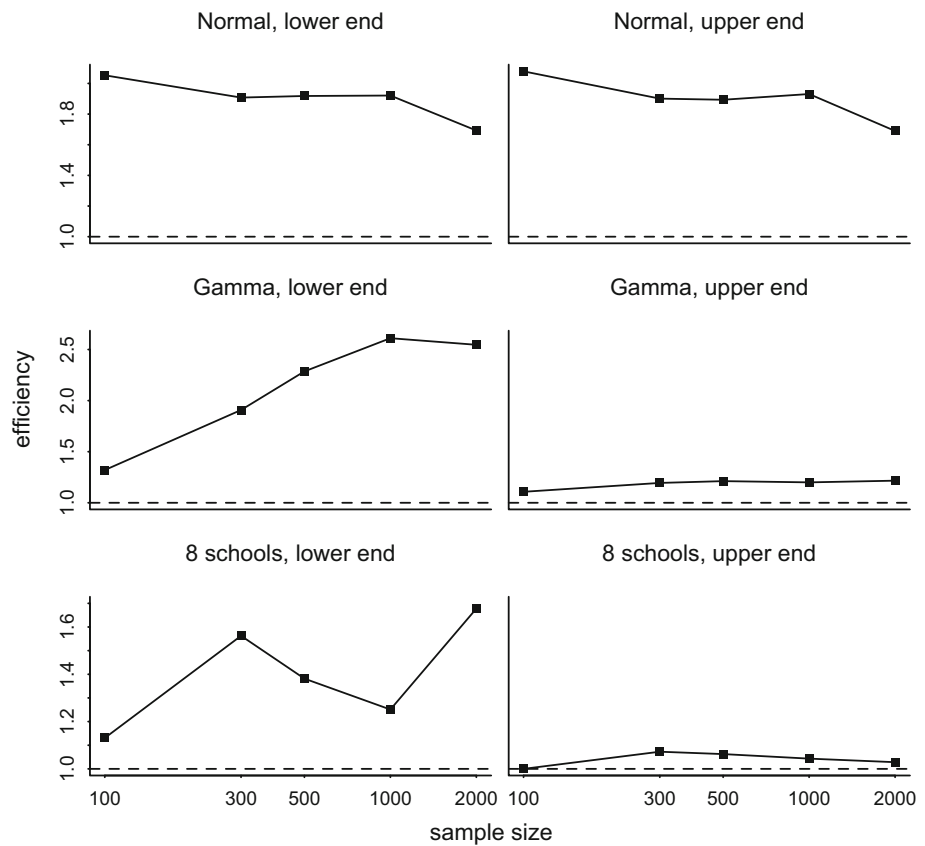 Normal, lower end
Normal, upper end
1.8
1.4
1.0
Gamma, lower end
Gamma, upper end
2.5
2.0
1.5
1.0
efficiency
8 schools, lower end
8 schools, upper end
1.6
1.4
1.2
1.0
100 300 500 1000 2000
100 300 500 1000 2000
sample size